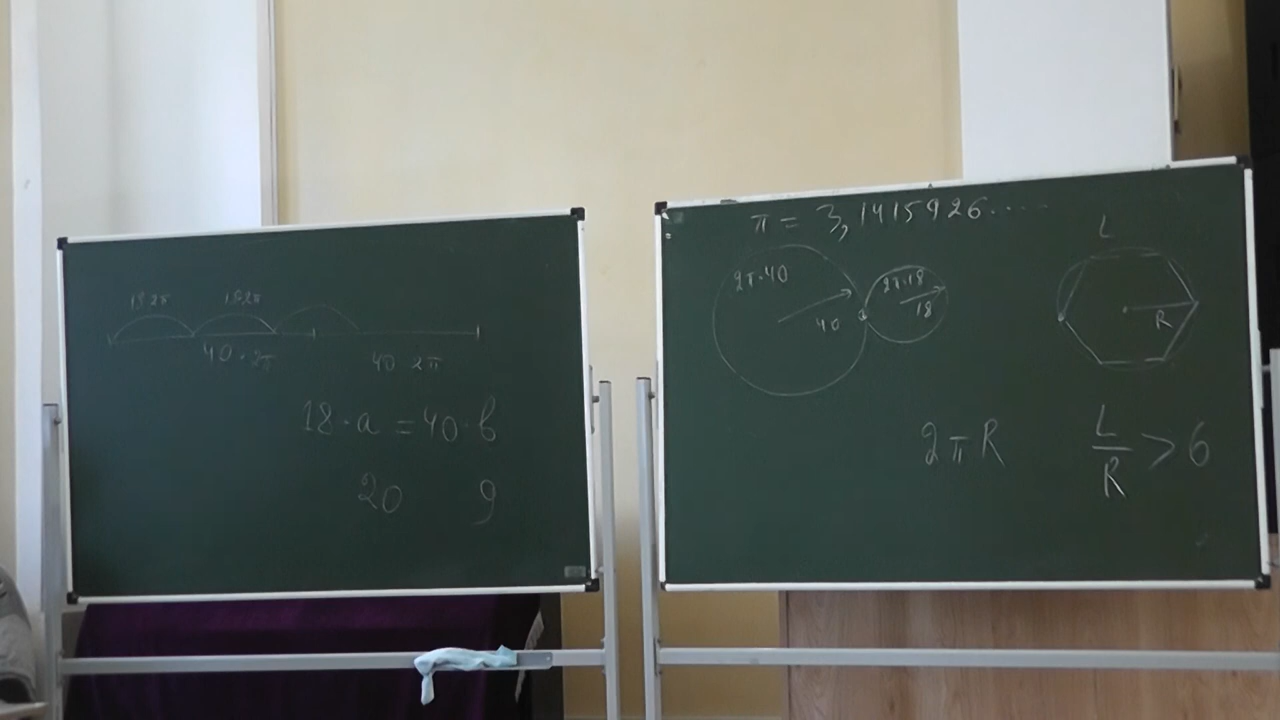 18·2π 18·2π
40·2π 40·2π
18·a = 40·b
20 9
π = 3,1415926....
2π·40
40
2π·18
18
L
R
2πR
L/R > 6